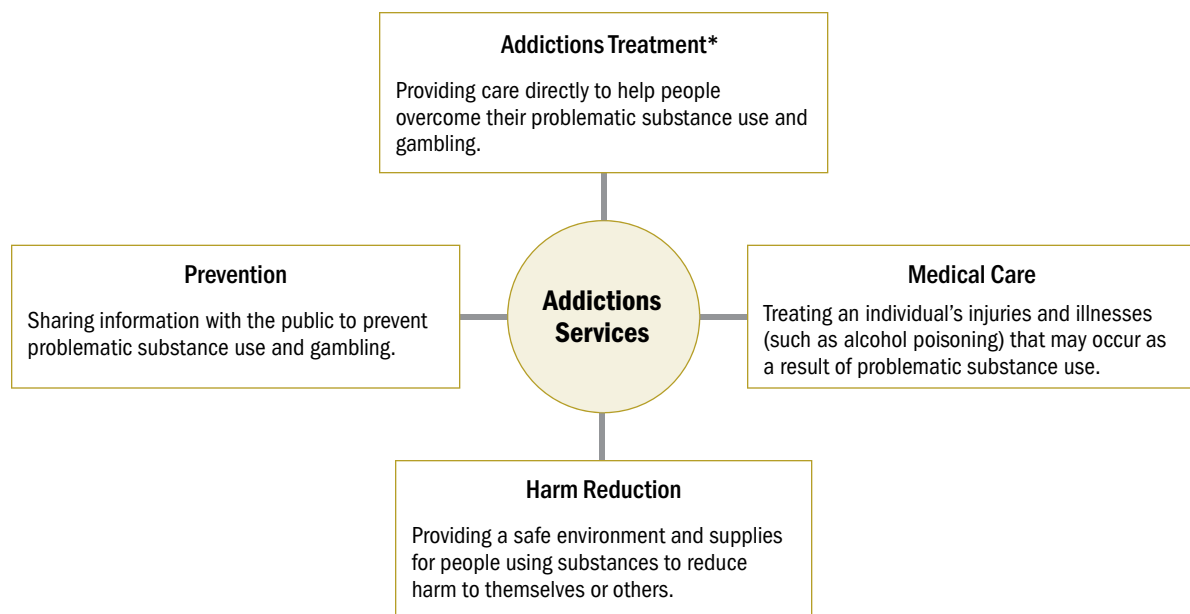 Addictions Treatment*
Providing care directly to help people
overcome their problematic substance use and
gambling.
Prevention
Sharing information with the public to prevent
problematic substance use and gambling.
Addictions
Services
Medical Care
Treating an individual’s injuries and illnesses
(such as alcohol poisoning) that may occur as
a result of problematic substance use.
Harm Reduction
Providing a safe environment and supplies
for people using substances to reduce
harm to themselves or others.